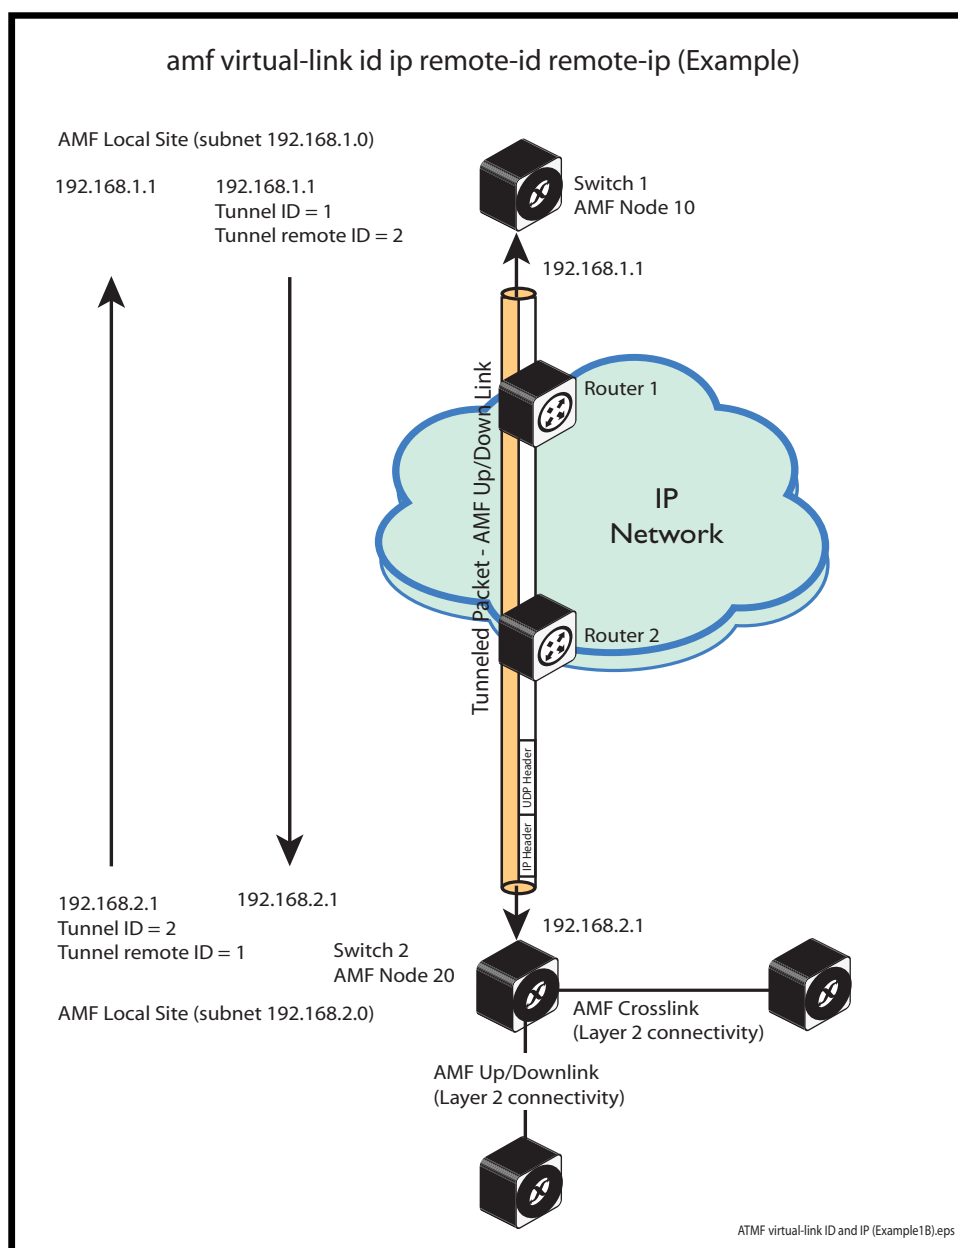 amf virtual-link id ip remote-id remote-ip (Example)
AMF Local Site (subnet 192.168.1.0)
192.168.1.1
192.168.1.1
Tunnel ID = 1
Tunnel remote ID = 2
Switch 1
AMF Node 10
192.168.1.1
Router 1
Tunneled Packet - AMF Up/Down Link
IP
Network
Router 2
UDP Header
IP Header
192.168.2.1
Tunnel ID = 2
Tunnel remote ID = 1
192.168.2.1
192.168.2.1
Switch 2
AMF Node 20
AMF Local Site (subnet 192.168.2.0)
AMF Crosslink
(Layer 2 connectivity)
AMF Up/Downlink
(Layer 2 connectivity)
ATMF virtual-link ID and IP (Example1B).eps